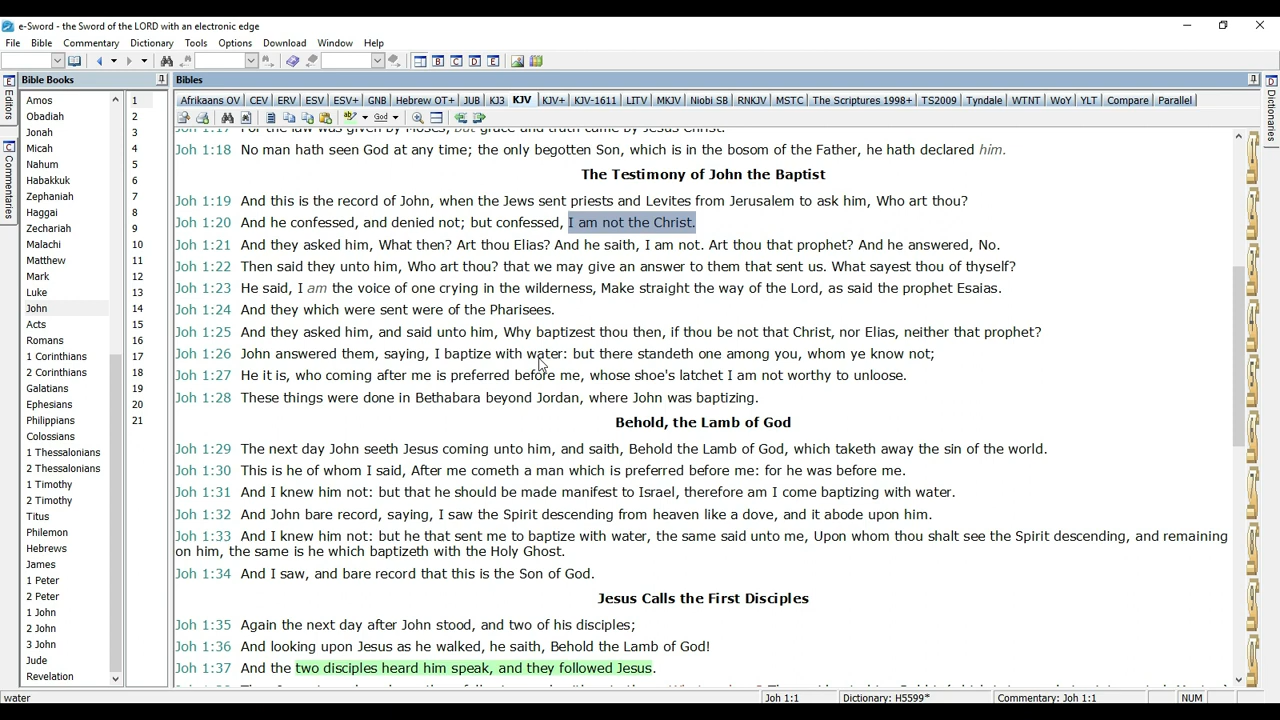 e-Sword - the Sword of the LORD with an electronic edge
File Bible Commentary Dictionary Tools Options Download Window Help
Bible Books
Bibles
Editors
Commentaries
Dictionaries
Afrikaans OV CEV ERV ESV ESV+ GNB Hebrew OT+ JUB KJ3 KJV KJV+ KJV-1611 LITV MKJV Niobi SB RNKJV MSTC The Scriptures 1998+ TS2009 Tyndale WTNT WoY YLT Compare Parallel
Amos 1
Obadiah 2
Jonah 3
Micah 4
Nahum 5
Habakkuk 6
Zephaniah 7
Haggai 8
Zechariah 9
Malachi 10
Matthew 11
Mark 12
Luke 13
John 14
Acts 15
Romans 16
1 Corinthians 17
2 Corinthians 18
Galatians 19
Ephesians 20
Philippians 21
Colossians
1 Thessalonians
2 Thessalonians
1 Timothy
2 Timothy
Titus
Philemon
Hebrews
James
1 Peter
2 Peter
1 John
2 John
3 John
Jude
Revelation
Joh 1:17 For the law was given by Moses, but grace and truth came by Jesus Christ.
Joh 1:18 No man hath seen God at any time; the only begotten Son, which is in the bosom of the Father, he hath declared him.
The Testimony of John the Baptist
Joh 1:19 And this is the record of John, when the Jews sent priests and Levites from Jerusalem to ask him, Who art thou?
Joh 1:20 And he confessed, and denied not; but confessed, I am not the Christ.
Joh 1:21 And they asked him, What then? Art thou Elias? And he saith, I am not. Art thou that prophet? And he answered, No.
Joh 1:22 Then said they unto him, Who art thou? that we may give an answer to them that sent us. What sayest thou of thyself?
Joh 1:23 He said, I am the voice of one crying in the wilderness, Make straight the way of the Lord, as said the prophet Esaias.
Joh 1:24 And they which were sent were of the Pharisees.
Joh 1:25 And they asked him, and said unto him, Why baptizest thou then, if thou be not that Christ, nor Elias, neither that prophet?
Joh 1:26 John answered them, saying, I baptize with water: but there standeth one among you, whom ye know not;
Joh 1:27 He it is, who coming after me is preferred before me, whose shoe's latchet I am not worthy to unloose.
Joh 1:28 These things were done in Bethabara beyond Jordan, where John was baptizing.
Behold, the Lamb of God
Joh 1:29 The next day John seeth Jesus coming unto him, and saith, Behold the Lamb of God, which taketh away the sin of the world.
Joh 1:30 This is he of whom I said, After me cometh a man which is preferred before me: for he was before me.
Joh 1:31 And I knew him not: but that he should be made manifest to Israel, therefore am I come baptizing with water.
Joh 1:32 And John bare record, saying, I saw the Spirit descending from heaven like a dove, and it abode upon him.
Joh 1:33 And I knew him not: but he that sent me to baptize with water, the same said unto me, Upon whom thou shalt see the Spirit descending, and remaining
on him, the same is he which baptizeth with the Holy Ghost.
Joh 1:34 And I saw, and bare record that this is the Son of God.
Jesus Calls the First Disciples
Joh 1:35 Again the next day after John stood, and two of his disciples;
Joh 1:36 And looking upon Jesus as he walked, he saith, Behold the Lamb of God!
Joh 1:37 And the two disciples heard him speak, and they followed Jesus.
water
Joh 1:1
Dictionary: H5599*
Commentary: Joh 1:1
NUM